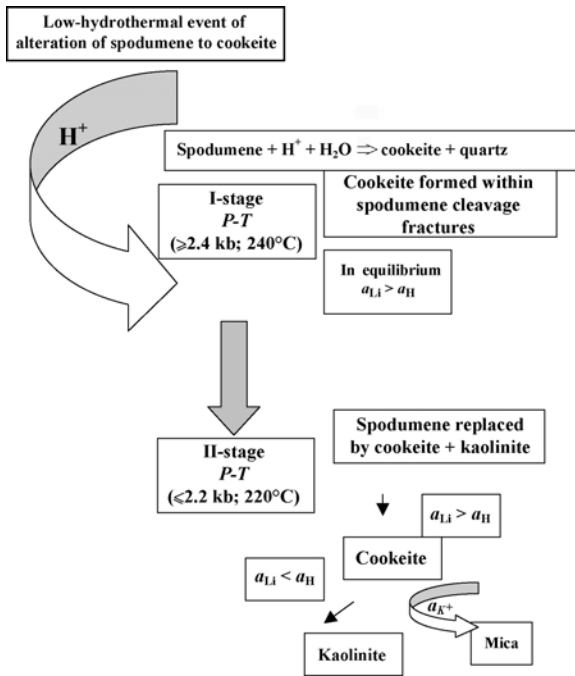 Low-hydrothermal event of
alteration of spodumene to cookeite
H⁺
Spodumene + H⁺ + H₂O ⇒ cookeite + quartz
I-stage
P-T
(⩾2.4 kb; 240°C)
Cookeite formed within
spodumene cleavage
fractures
In equilibrium
aLi > aH
II-stage
P-T
(⩽2.2 kb; 220°C)
Spodumene replaced
by cookeite + kaolinite
aLi > aH
Cookeite
aLi < aH
aK⁺
Kaolinite
Mica